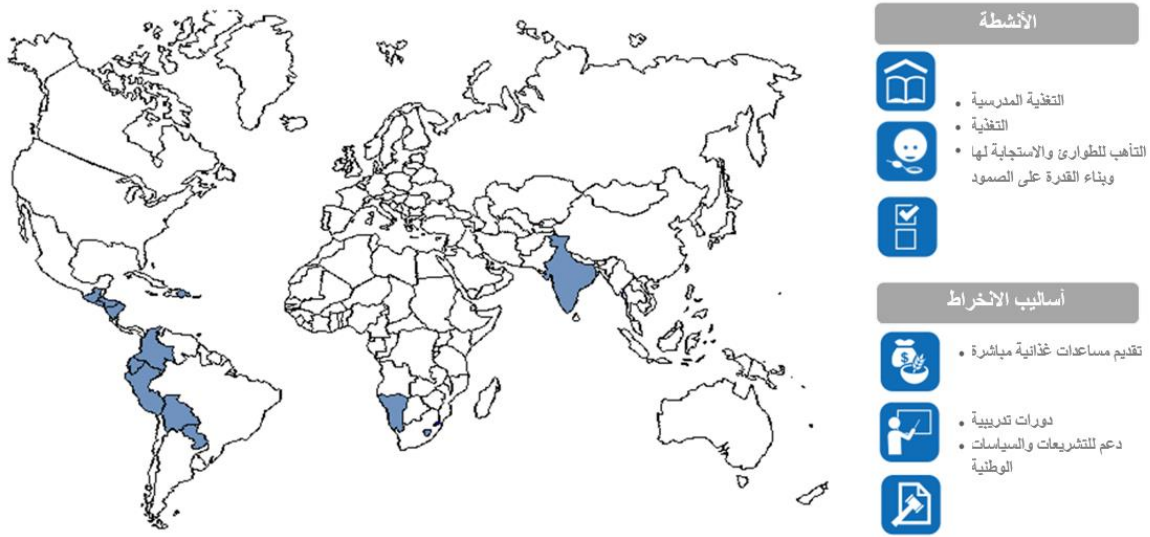 الأنشطة
التغذية المدرسية
التغذية
التأهب للطوارئ والاستجابة لها
وبناء القدرة على الصمود
أساليب الانخراط
تقديم مساعدات غذائية مباشرة
دورات تدريبية
دعم للتشريعات والسياسات
الوطنية